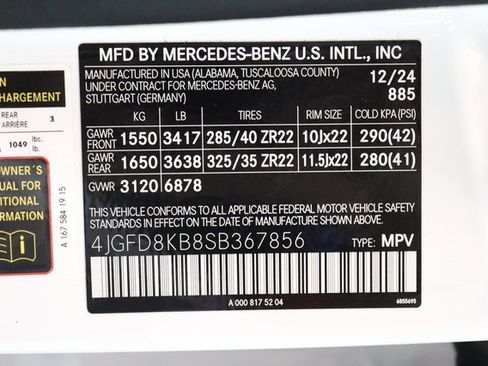 MFD BY MERCEDES-BENZ U.S. INTL., INC
MANUFACTURED IN USA (ALABAMA, TUSCALOOSA COUNTY) 12/24
UNDER CONTRACT FOR MERCEDES-BENZ AG, 885
STUTTGART (GERMANY)
KG LB TIRES RIM SIZE COLD KPA (PSI)
GAWR FRONT 1550 3417 285/40 ZR22 10Jx22 290(42)
GAWR REAR 1650 3638 325/35 ZR22 11.5Jx22 280(41)
GVWR 3120 6878
THIS VEHICLE CONFORMS TO ALL APPLICABLE FEDERAL MOTOR VEHICLE SAFETY
STANDARDS IN EFFECT ON THE DATE OF MANUFACTURE SHOWN ABOVE.
4JGFD8KB8SB367856 TYPE: MPV
A 000 817 52 04 6855695
HARGEMENT
REAR
ARRIÈRE 3
1049 lbs.
lb.
OWNER'S
UAL FOR
ITIONAL
ORMATION
A 167 584 19 15